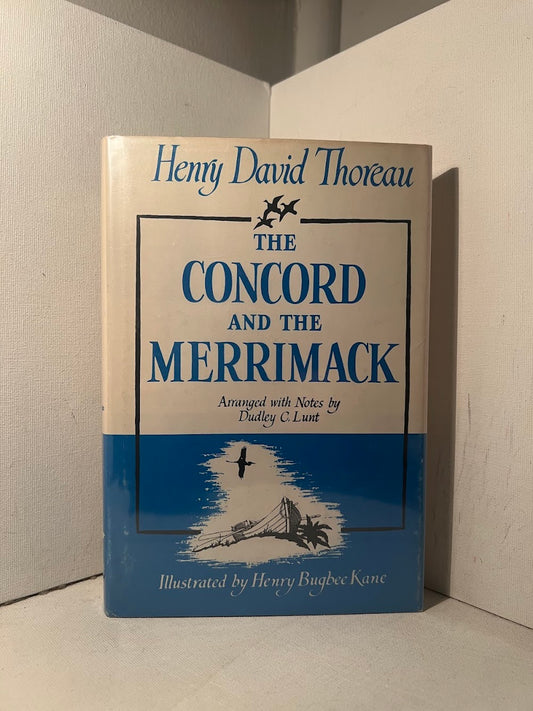 Henry David Thoreau
THE
CONCORD
AND THE
MERRIMACK
Arranged with Notes by
Dudley C. Lunt
Illustrated by Henry Bugbee Kane